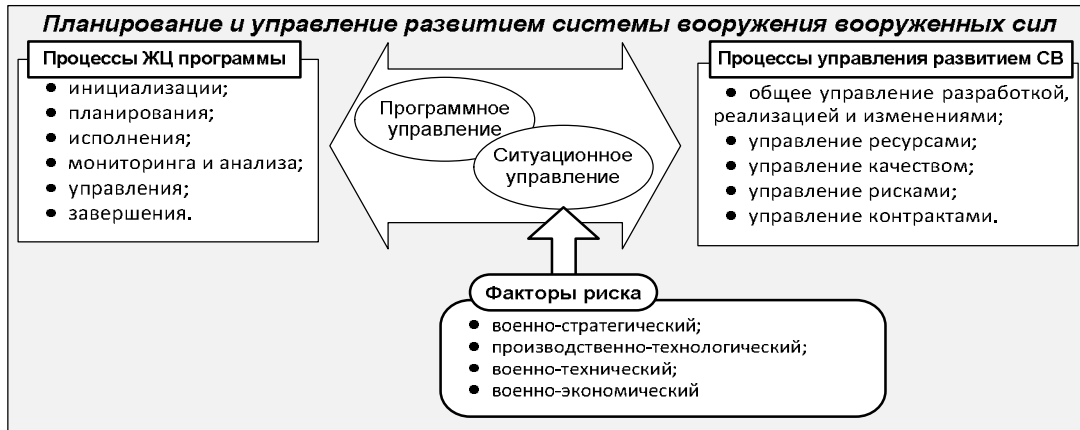 Планирование и управление развитием системы вооружения вооруженных сил
Процессы ЖЦ программы
● инициализации;
● планирования;
● исполнения;
● мониторинга и анализа;
● управления;
● завершения.
Программное
управление
Ситуационное
управление
Процессы управления развитием СВ
● общее управление разработкой,
реализацией и изменениями;
● управление ресурсами;
● управление качеством;
● управление рисками;
● управление контрактами.
Факторы риска
● военно-стратегический;
● производственно-технологический;
● военно-технический;
● военно-экономический